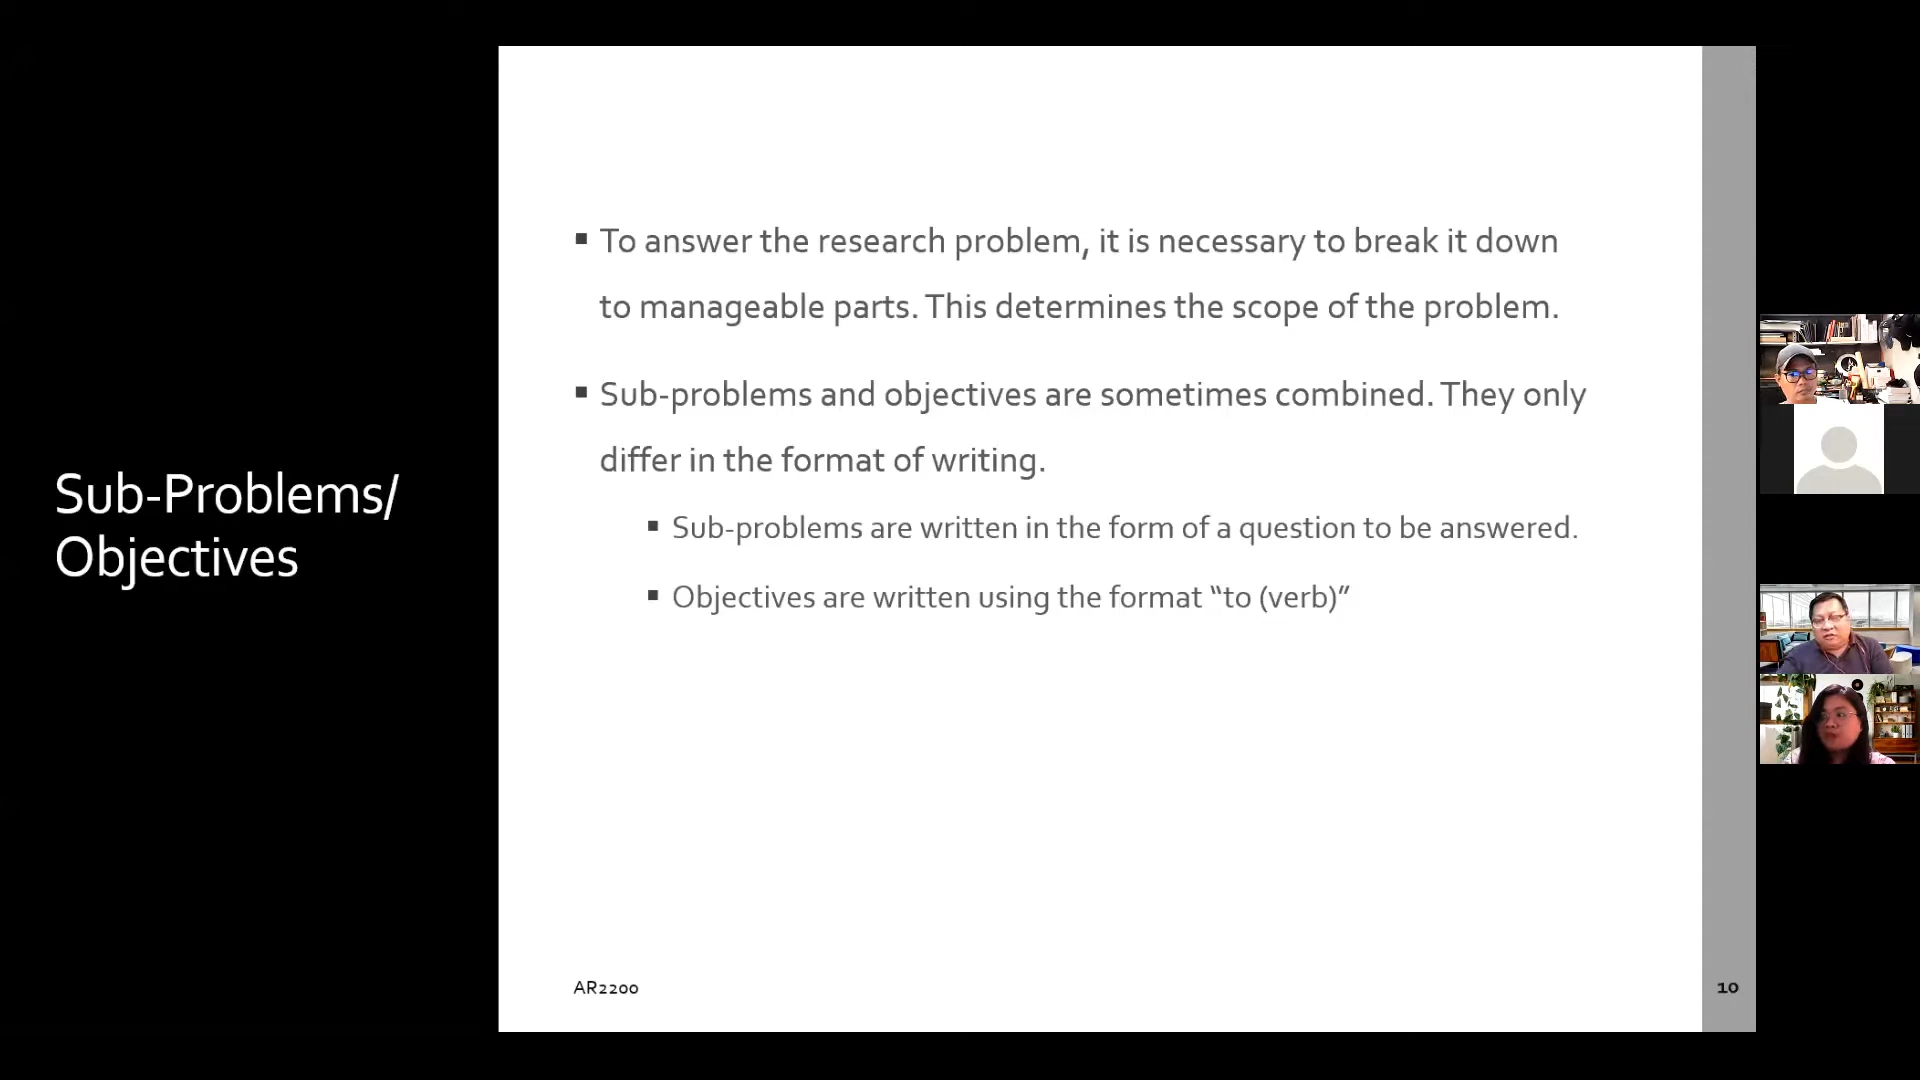 Sub-Problems/
Objectives
To answer the research problem, it is necessary to break it down
to manageable parts. This determines the scope of the problem.
Sub-problems and objectives are sometimes combined. They only
differ in the format of writing.
Sub-problems are written in the form of a question to be answered.
Objectives are written using the format “to (verb)”
AR2200
10